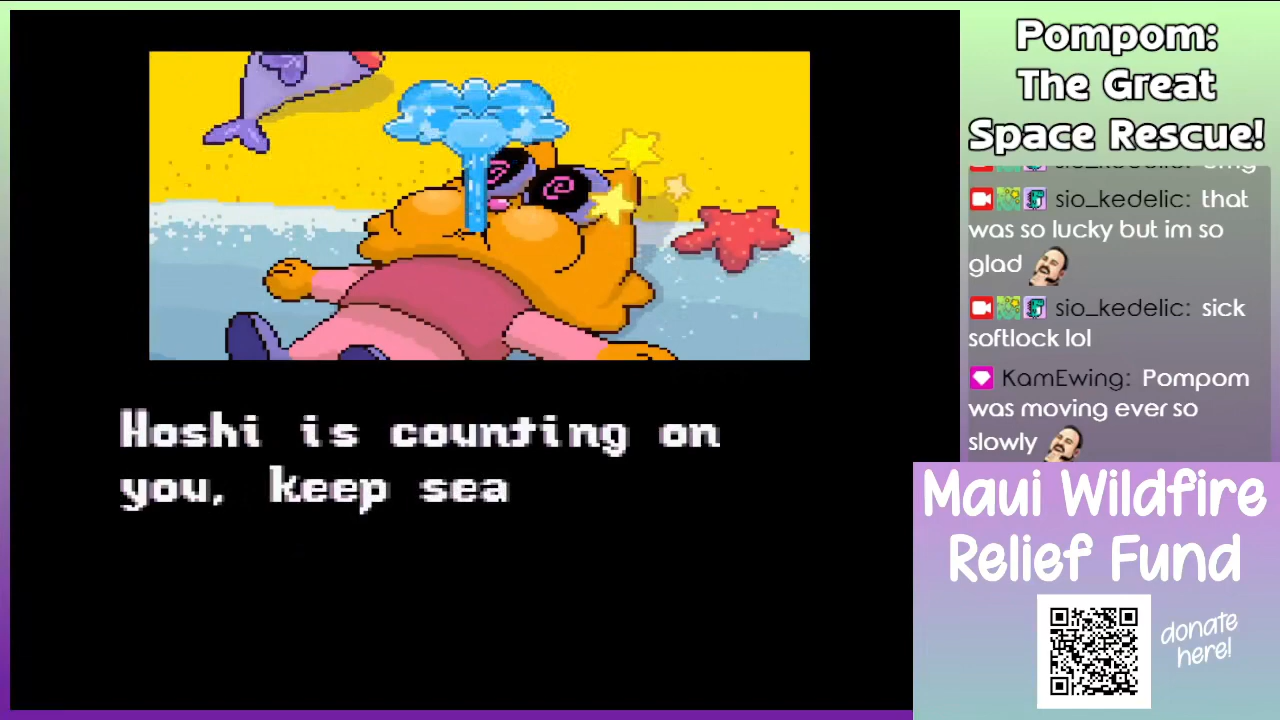 Hoshi is counting on
you, keep sea
Pompom:
The Great
Space Rescue!
sio_kedelic: that
was so lucky but im so
glad
sio_kedelic: sick
softlock lol
KamEwing: Pompom
was moving ever so
slowly
Maui Wildfire
Relief Fund
donate
here!